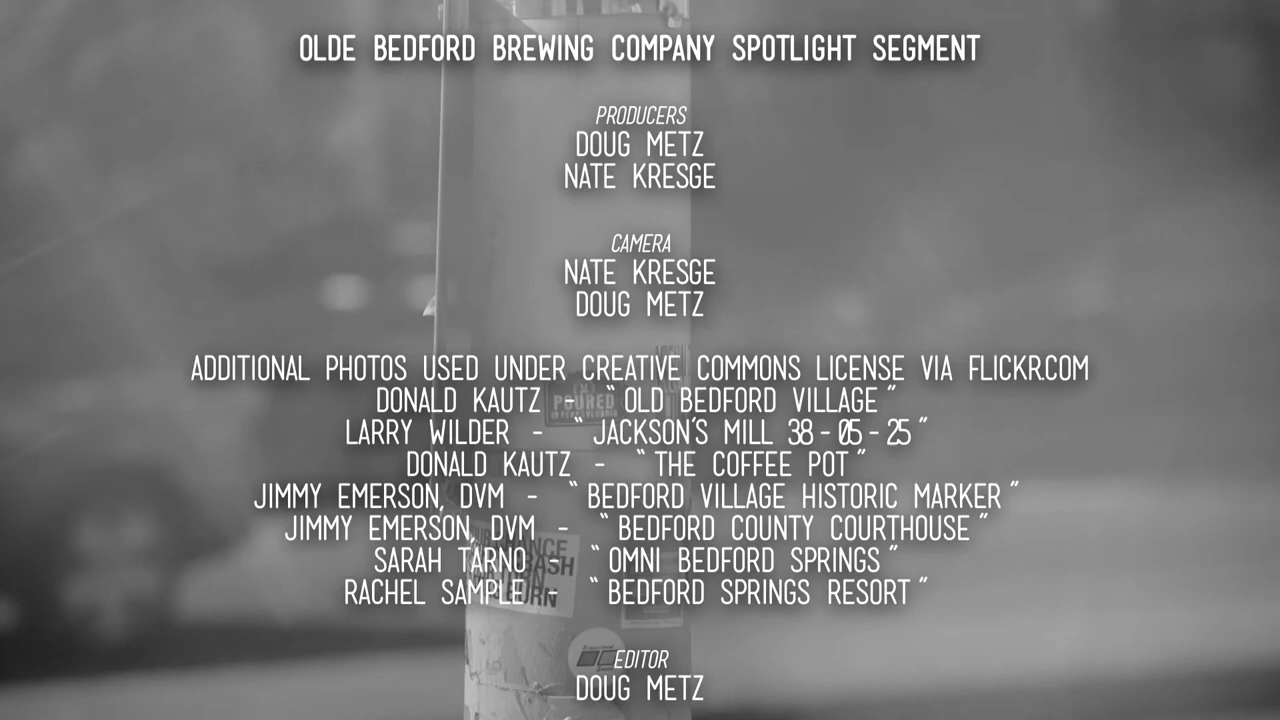 OLDE BEDFORD BREWING COMPANY SPOTLIGHT SEGMENT
PRODUCERS
DOUG METZ
NATE KRESGE
CAMERA
NATE KRESGE
DOUG METZ
ADDITIONAL PHOTOS USED UNDER CREATIVE COMMONS LICENSE VIA FLICKR.COM
DONALD KAUTZ - "OLD BEDFORD VILLAGE"
LARRY WILDER - "JACKSON'S MILL 38-05-25"
DONALD KAUTZ - "THE COFFEE POT"
JIMMY EMERSON, DVM - "BEDFORD VILLAGE HISTORIC MARKER"
JIMMY EMERSON, DVM - "BEDFORD COUNTY COURTHOUSE"
SARAH TARNO - "OMNI BEDFORD SPRINGS"
RACHEL SAMPLE - "BEDFORD SPRINGS RESORT"
EDITOR
DOUG METZ
POURED
IN PENNSYLVANIA